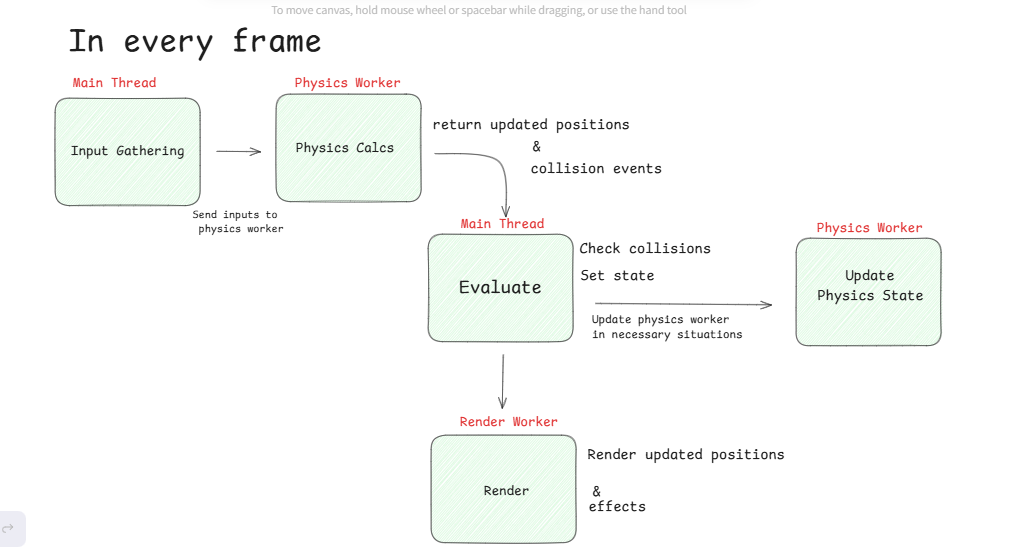 To move canvas, hold mouse wheel or spacebar while dragging, or use the hand tool
In every frame
Main Thread
Input Gathering
Send inputs to
physics worker
Physics Worker
Physics Calcs
return updated positions
&
collision events
Main Thread
Evaluate
Check collisions
Set state
Update physics worker
in necessary situations
Physics Worker
Update
Physics State
Render Worker
Render
Render updated positions
&
effects